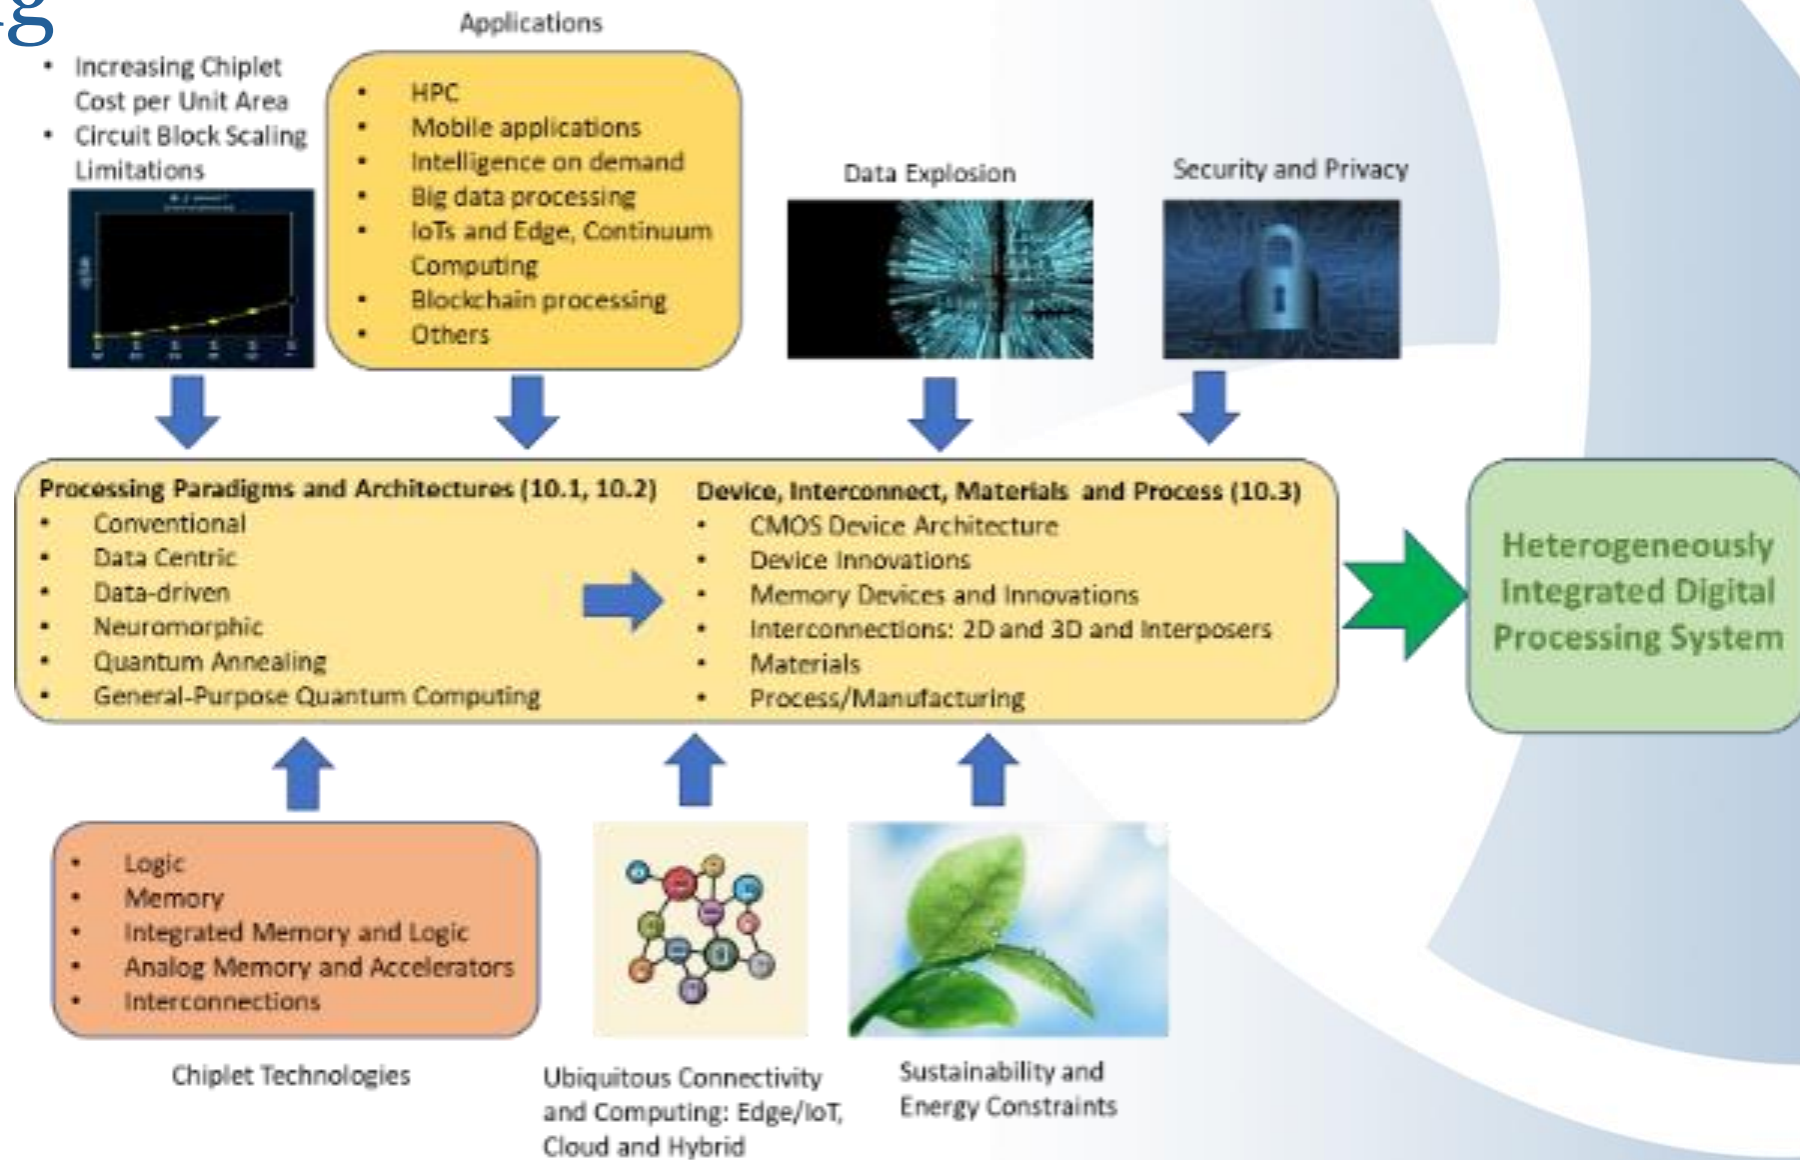 Applications
• Increasing Chiplet
Cost per Unit Area
• Circuit Block Scaling
Limitations
• HPC
• Mobile applications
• Intelligence on demand
• Big data processing
• IoTs and Edge, Continuum
Computing
• Blockchain processing
• Others
Data Explosion
Security and Privacy
Processing Paradigms and Architectures (10.1, 10.2)
• Conventional
• Data Centric
• Data-driven
• Neuromorphic
• Quantum Annealing
• General-Purpose Quantum Computing
Device, Interconnect, Materials and Process (10.3)
• CMOS Device Architecture
• Device Innovations
• Memory Devices and Innovations
• Interconnections: 2D and 3D and Interposers
• Materials
• Process/Manufacturing
Heterogeneously
Integrated Digital
Processing System
• Logic
• Memory
• Integrated Memory and Logic
• Analog Memory and Accelerators
• Interconnections
Chiplet Technologies
Ubiquitous Connectivity
and Computing: Edge/IoT,
Cloud and Hybrid
Sustainability and
Energy Constraints